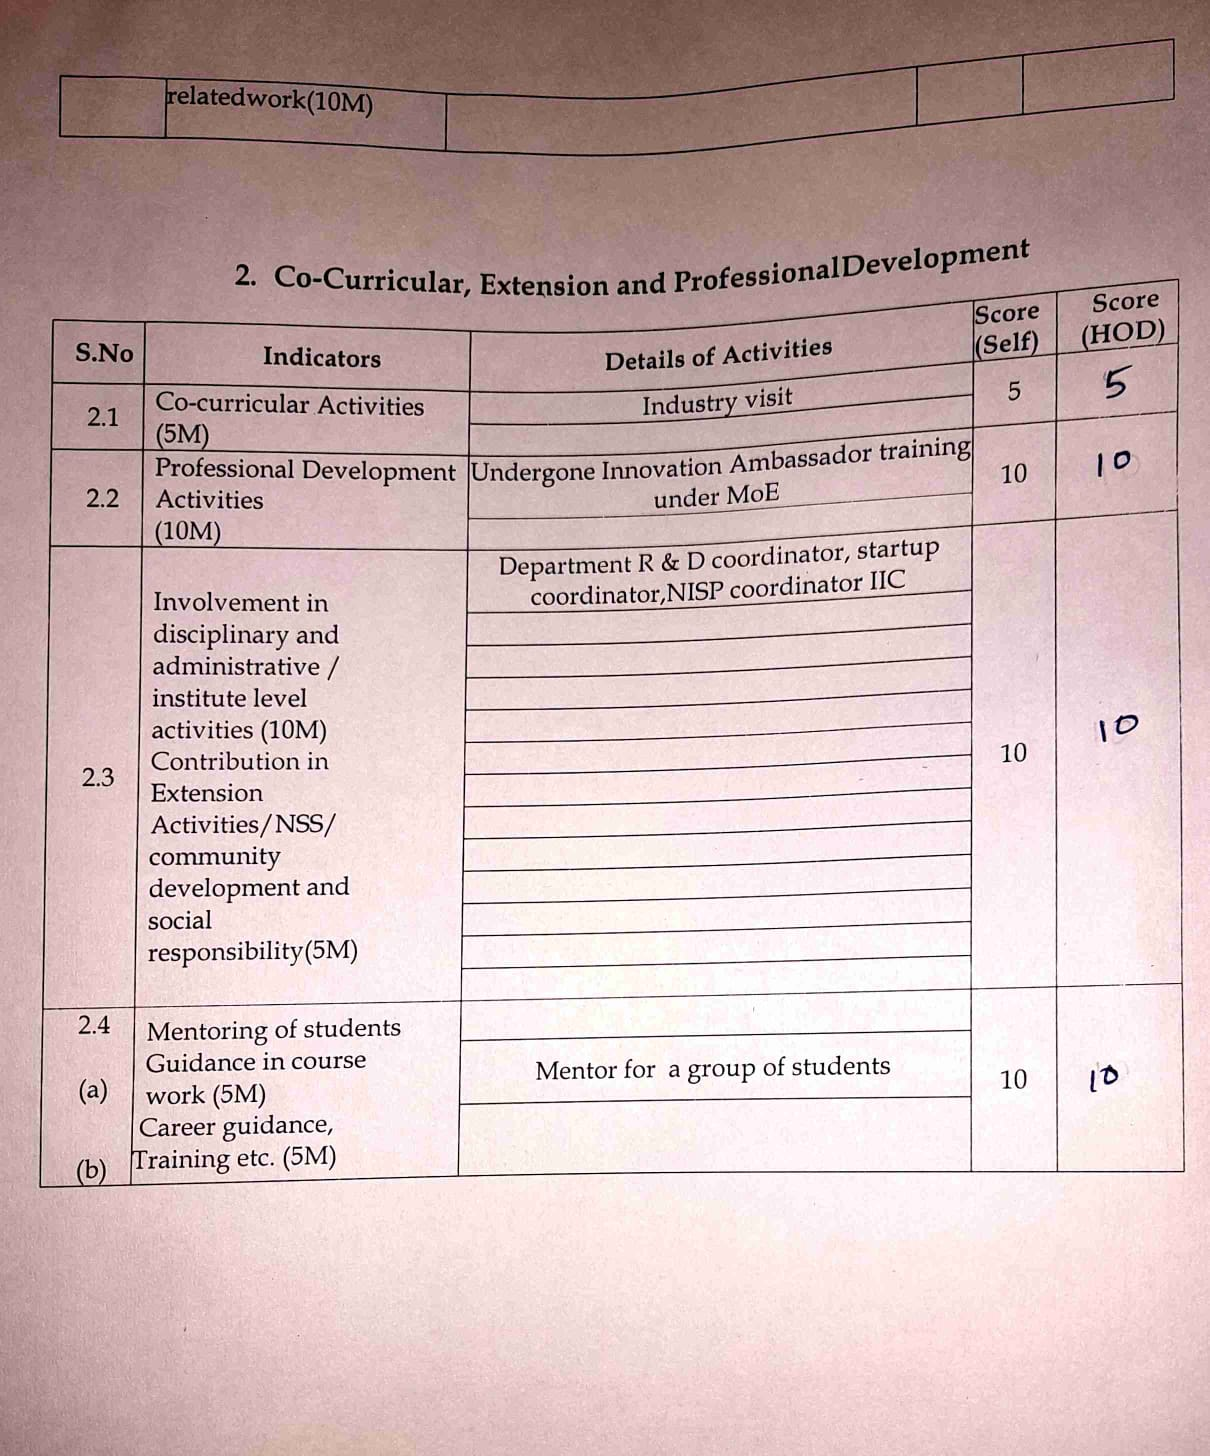 relatedwork(10M)
2. Co-Curricular, Extension and ProfessionalDevelopment
S.No Indicators Details of Activities Score (Self) Score (HOD)
2.1 Co-curricular Activities
(5M)
Industry visit 5 5
2.2 Professional Development
Activities
(10M)
Undergone Innovation Ambassador training
under MoE
10 10
2.3 Involvement in
disciplinary and
administrative /
institute level
activities (10M)
Contribution in
Extension
Activities/NSS/
community
development and
social
responsibility(5M)
Department R & D coordinator, startup
coordinator,NISP coordinator IIC
10 10
2.4 Mentoring of students
Guidance in course
(a) work (5M)
Career guidance,
(b) Training etc. (5M)
Mentor for a group of students
10 10